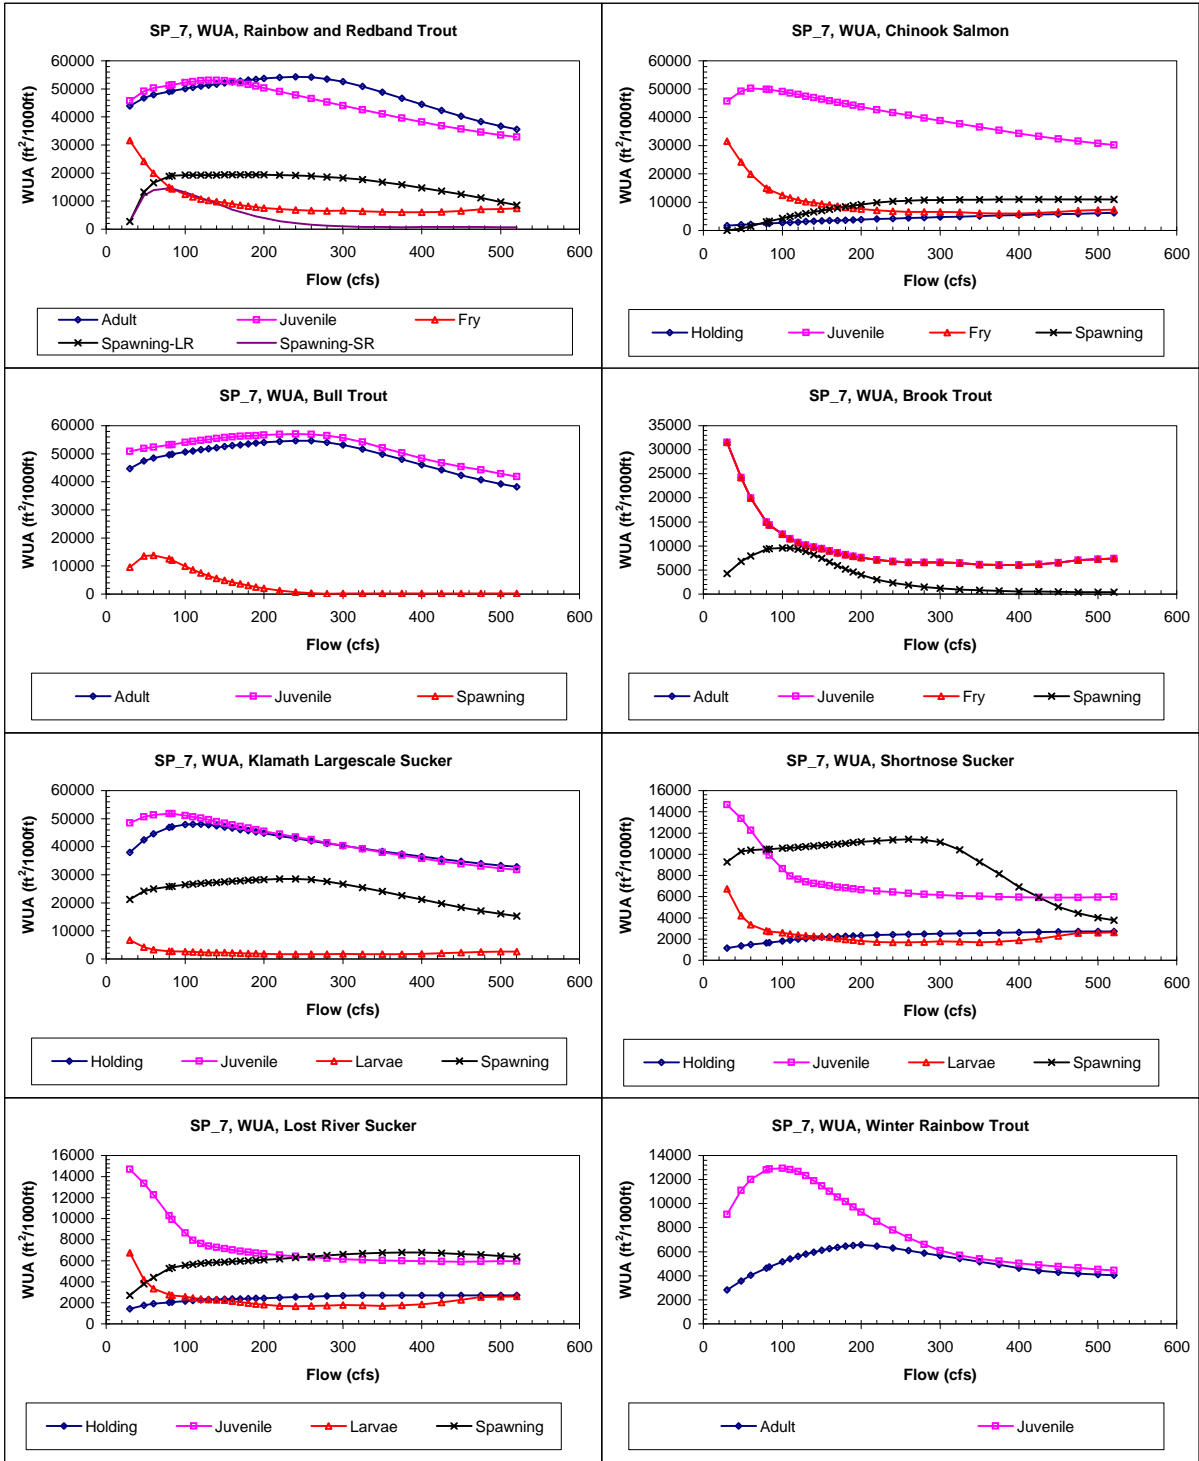 SP_7, WUA, Rainbow and Redband Trout
WUA (ft²/1000ft)
60000
50000
40000
30000
20000
10000
0
0 100 200 300 400 500 600
Flow (cfs)
Adult Juvenile Fry
Spawning-LR Spawning-SR
SP_7, WUA, Chinook Salmon
WUA (ft²/1000ft)
60000
50000
40000
30000
20000
10000
0
0 100 200 300 400 500 600
Flow (cfs)
Holding Juvenile Fry Spawning
SP_7, WUA, Bull Trout
WUA (ft²/1000ft)
60000
50000
40000
30000
20000
10000
0
0 100 200 300 400 500 600
Flow (cfs)
Adult Juvenile Spawning
SP_7, WUA, Brook Trout
WUA (ft²/1000ft)
35000
30000
25000
20000
15000
10000
5000
0
0 100 200 300 400 500 600
Flow (cfs)
Adult Juvenile Fry Spawning
SP_7, WUA, Klamath Largescale Sucker
WUA (ft²/1000ft)
60000
50000
40000
30000
20000
10000
0
0 100 200 300 400 500 600
Flow (cfs)
Holding Juvenile Larvae Spawning
SP_7, WUA, Shortnose Sucker
WUA (ft²/1000ft)
16000
14000
12000
10000
8000
6000
4000
2000
0
0 100 200 300 400 500 600
Flow (cfs)
Holding Juvenile Larvae Spawning
SP_7, WUA, Lost River Sucker
WUA (ft²/1000ft)
16000
14000
12000
10000
8000
6000
4000
2000
0
0 100 200 300 400 500 600
Flow (cfs)
Holding Juvenile Larvae Spawning
SP_7, WUA, Winter Rainbow Trout
WUA (ft²/1000ft)
14000
12000
10000
8000
6000
4000
2000
0
0 100 200 300 400 500 600
Flow (cfs)
Adult Juvenile